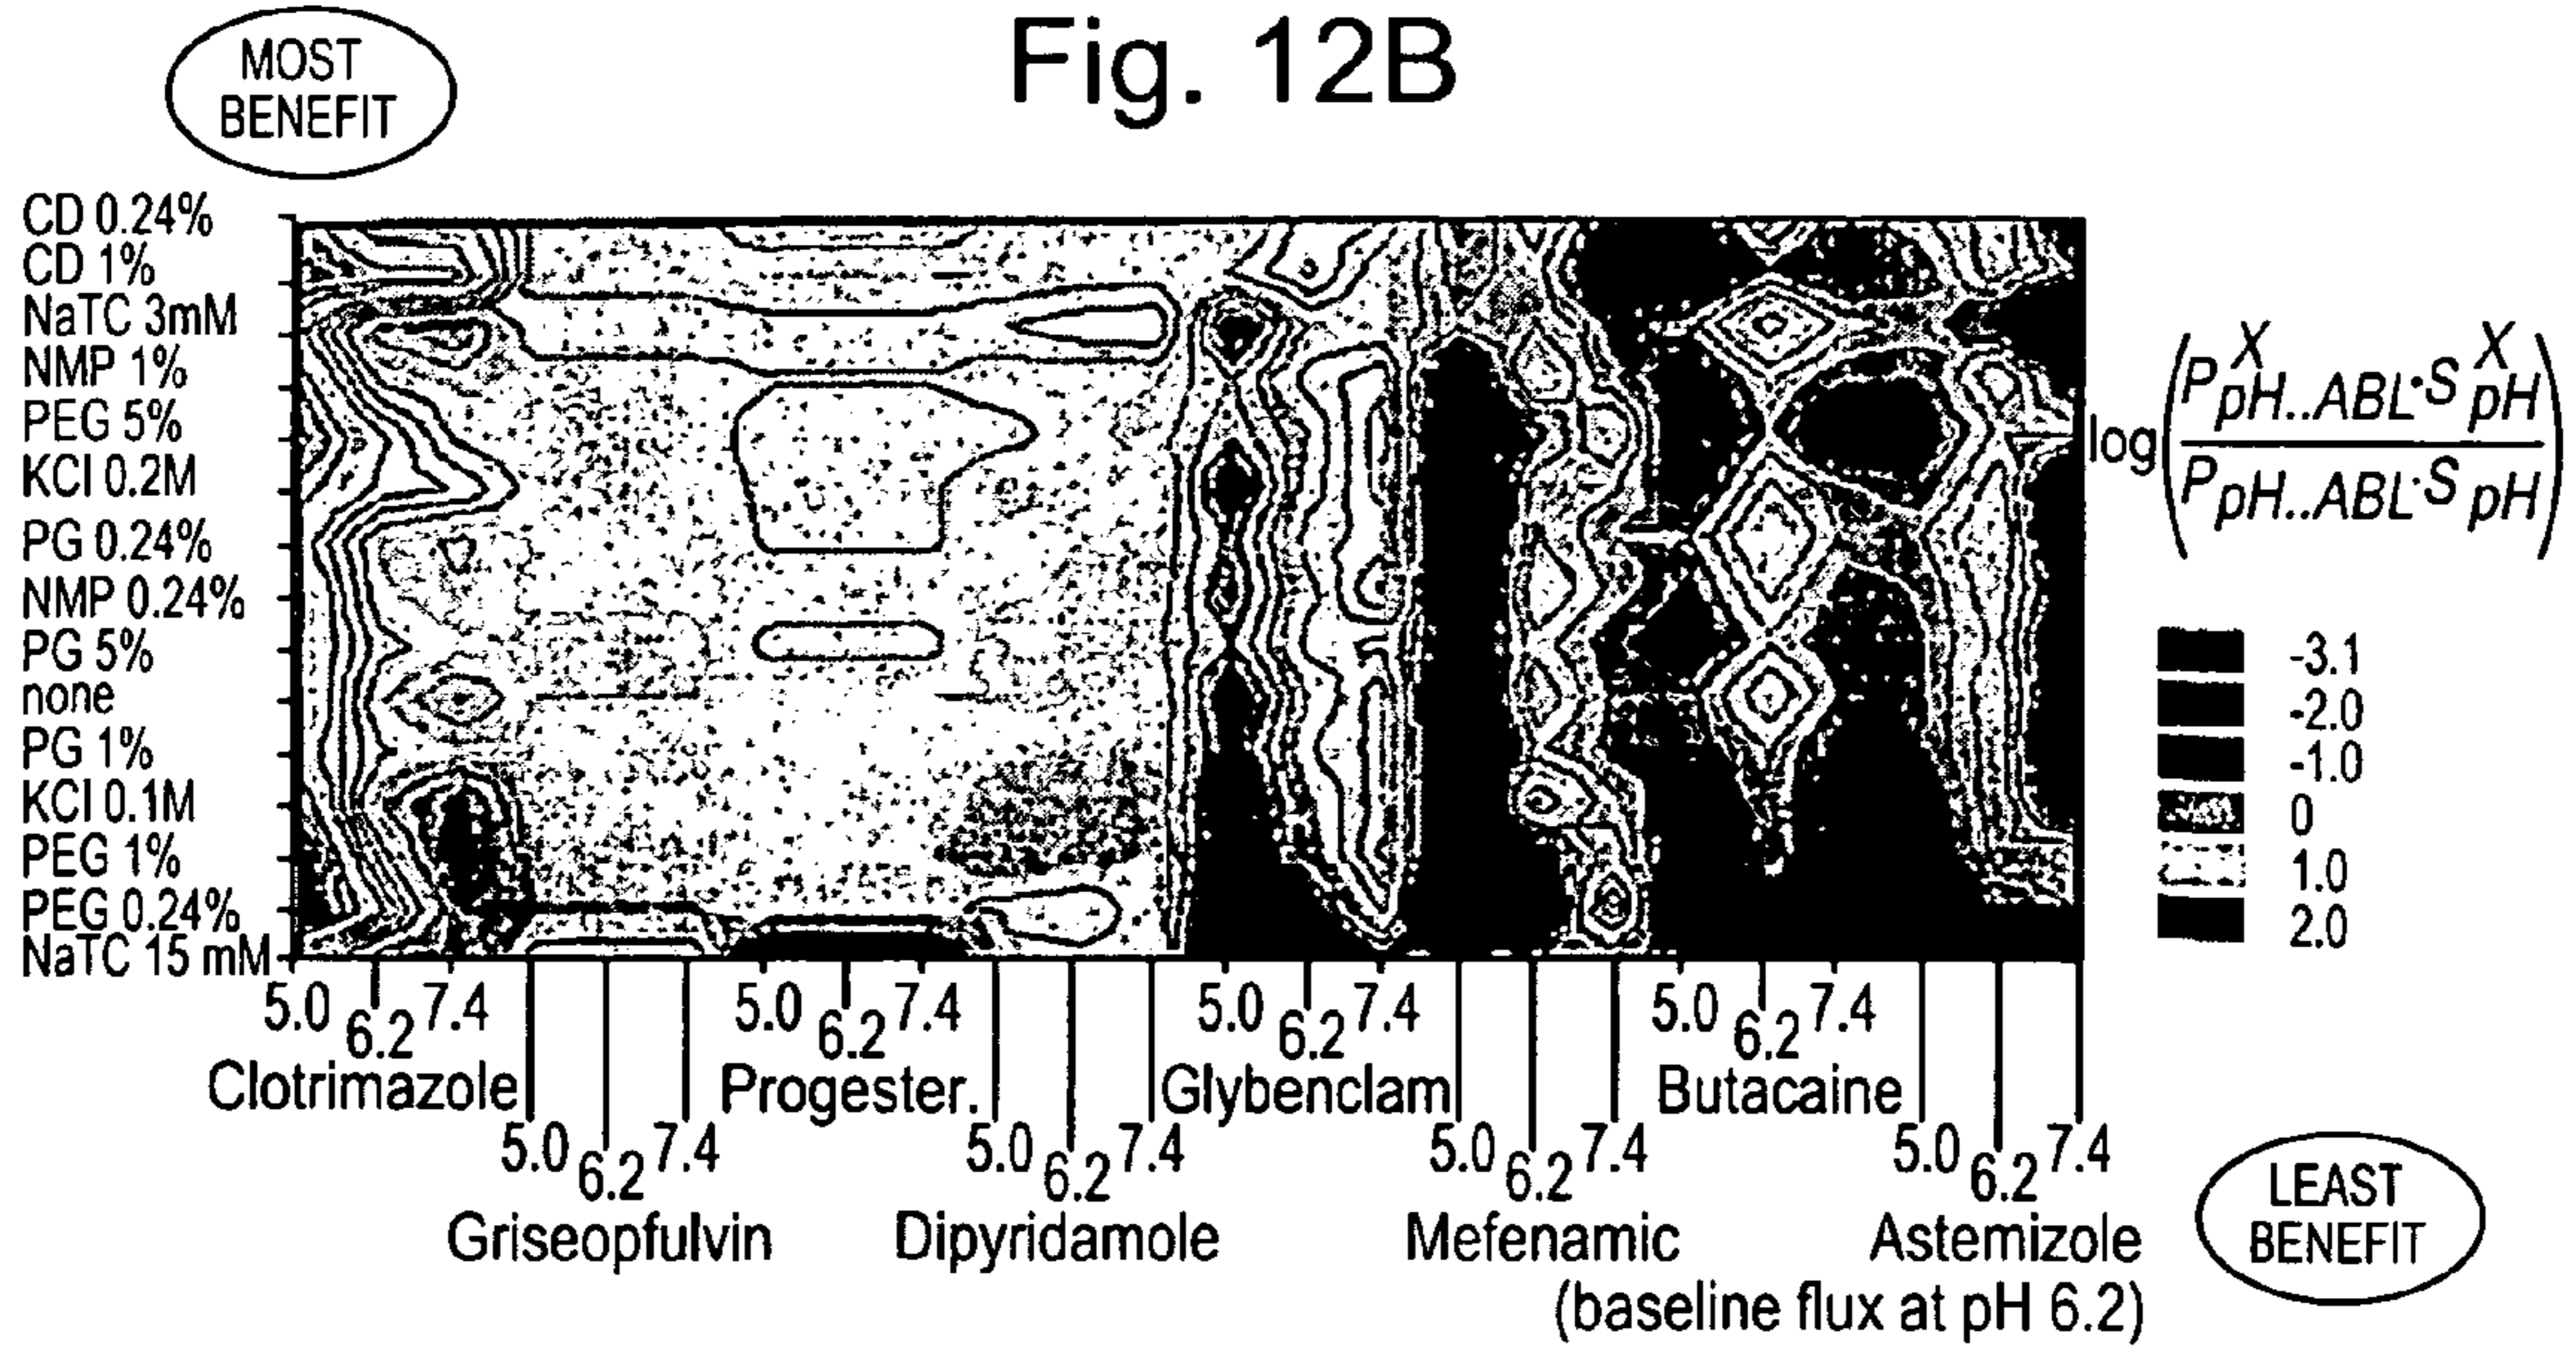 Fig. 12B
MOST
BENEFIT
CD 0.24%
CD 1%
NaTC 3mM
NMP 1%
PEG 5%
KCl 0.2M
PG 0.24%
NMP 0.24%
PG 5%
none
PG 1%
KCl 0.1M
PEG 1%
PEG 0.24%
NaTC 15 mM
log(P X pH..ABL·S X pH / P pH..ABL·S pH)
-3.1
-2.0
-1.0
0
1.0
2.0
5.0 6.2 7.4 5.0 6.2 7.4 5.0 6.2 7.4 5.0 6.2 7.4
Clotrimazole Progester. Glybenclam Butacaine
5.0 6.2 7.4 5.0 6.2 7.4 5.0 6.2 7.4 5.0 6.2 7.4
Griseopfulvin Dipyridamole Mefenamic Astemizole
(baseline flux at pH 6.2)
LEAST
BENEFIT